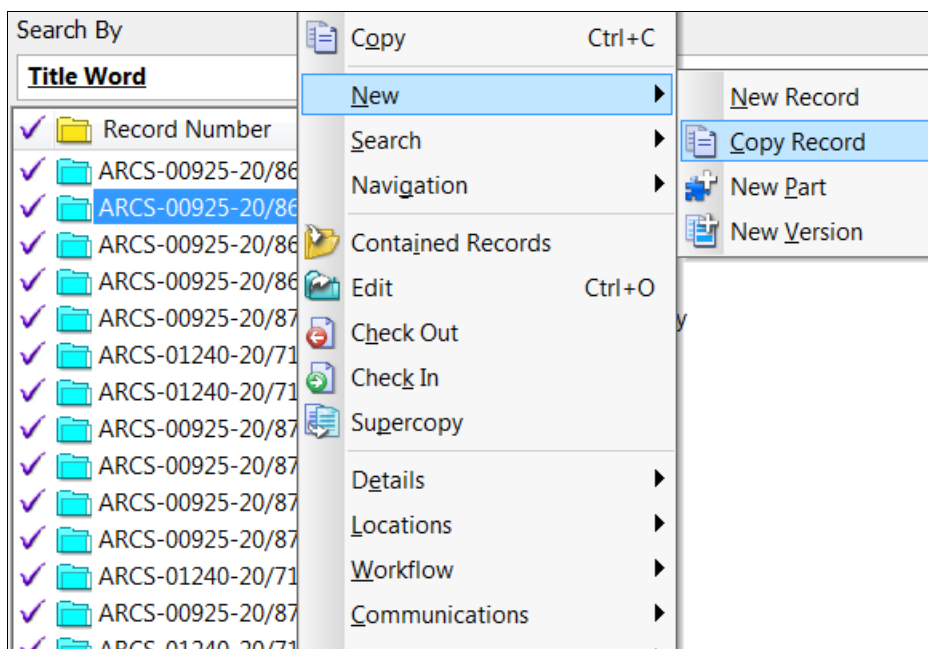 Search By
Title Word
Record Number
ARCS-00925-20/86
ARCS-00925-20/86
ARCS-00925-20/86
ARCS-00925-20/86
ARCS-00925-20/87
ARCS-01240-20/71
ARCS-01240-20/71
ARCS-00925-20/87
ARCS-00925-20/87
ARCS-00925-20/87
ARCS-00925-20/87
ARCS-01240-20/71
ARCS-00925-20/87
ARCS-01240-20/71
Copy Ctrl+C
New
Search
Navigation
Contained Records
Edit Ctrl+O
Check Out
Check In
Supercopy
Details
Locations
Workflow
Communications
New Record
Copy Record
New Part
New Version
y